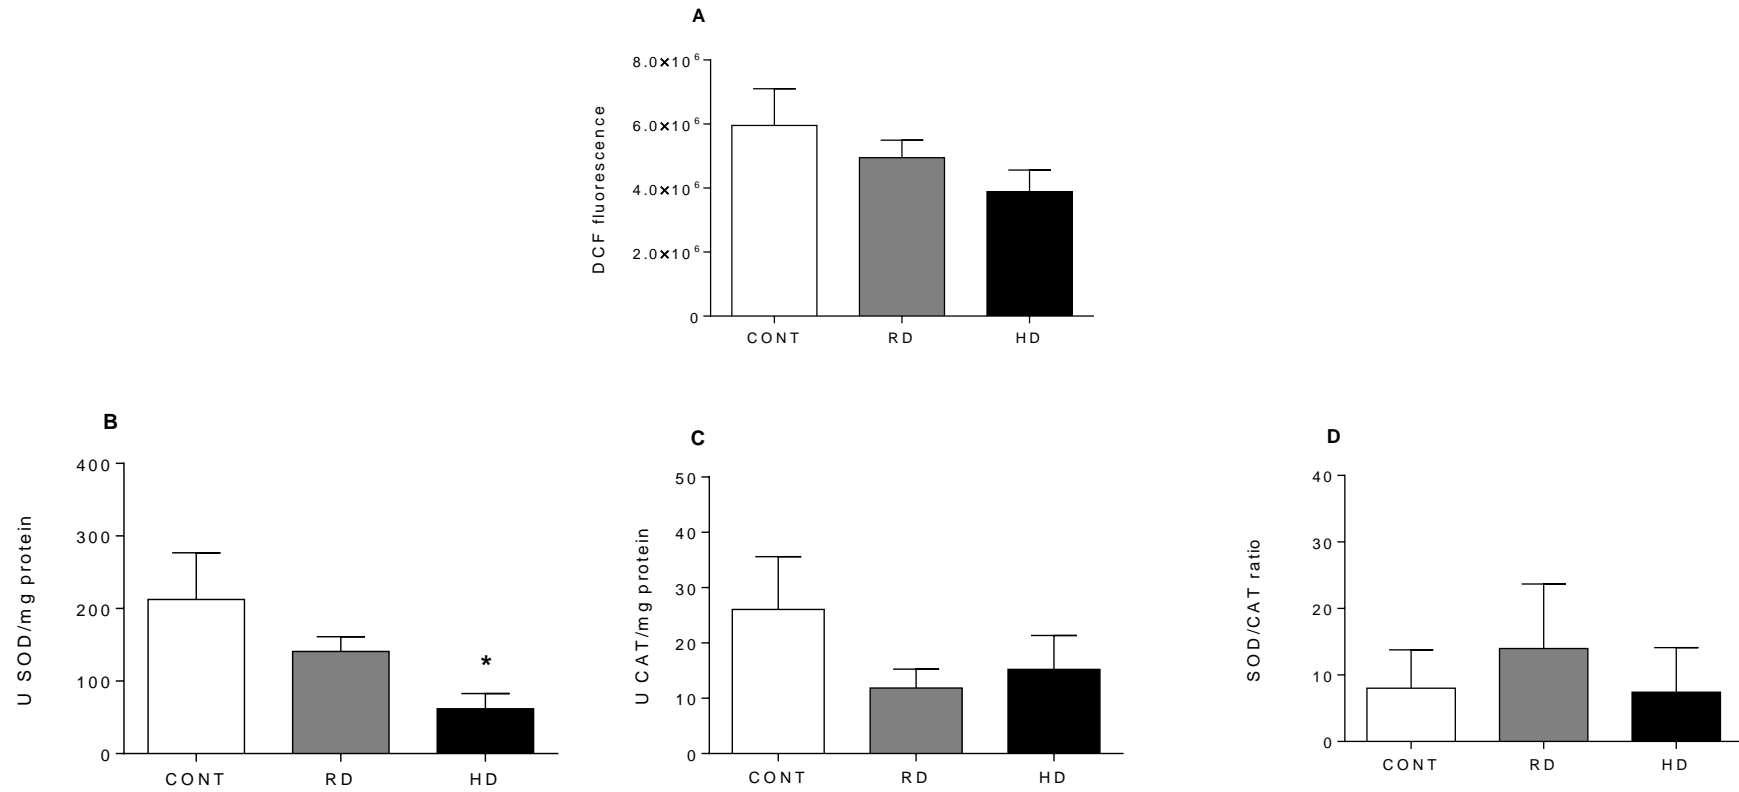 A
DCF fluorescence
8.0×10⁶
6.0×10⁶
4.0×10⁶
2.0×10⁶
0
CONT RD HD
B
U SOD/mg protein
400
300
200
100
0
*
CONT RD HD
C
U CAT/mg protein
50
40
30
20
10
0
CONT RD HD
D
SOD/CAT ratio
40
30
20
10
0
CONT RD HD